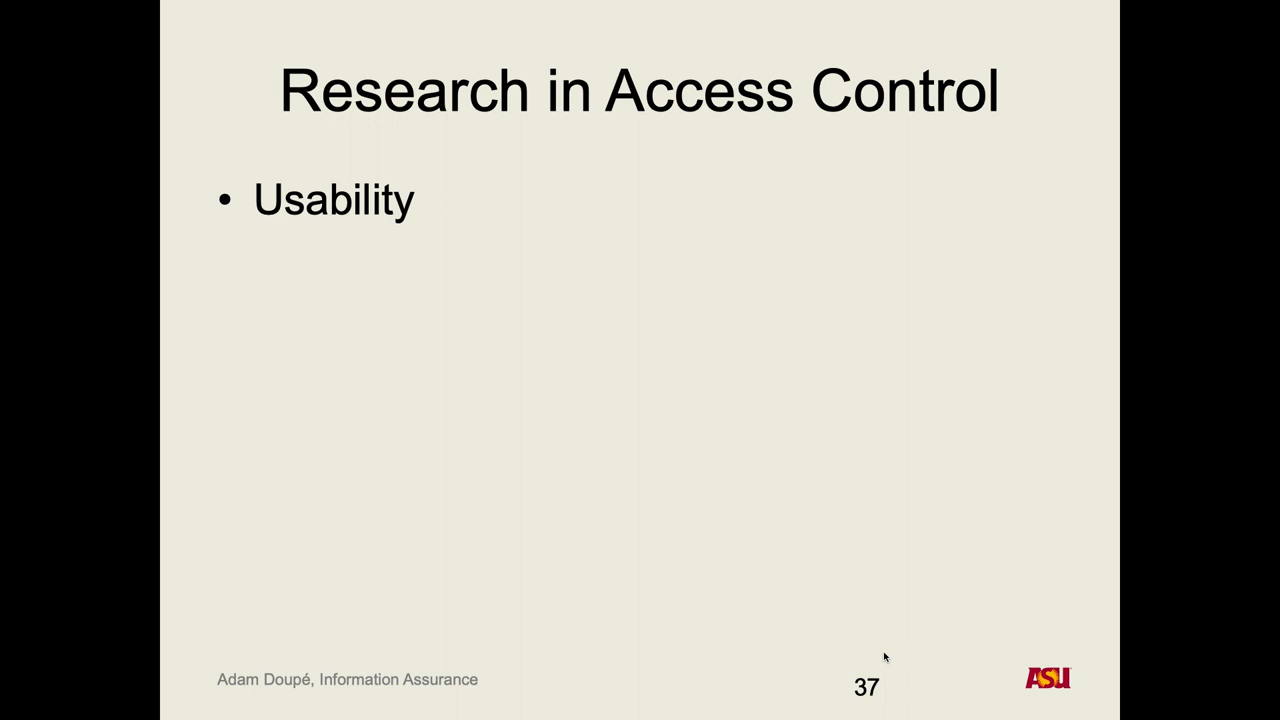 Research in Access Control
• Usability
Adam Doupé, Information Assurance
37
ASU